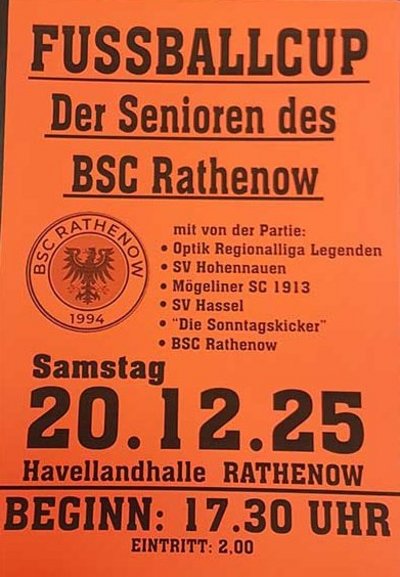 FUSSBALLCUP
Der Senioren des
BSC Rathenow
BSC RATHENOW
1994
mit von der Partie:
• Optik Regionalliga Legenden
• SV Hohennauen
• Mögeliner SC 1913
• SV Hassel
• "Die Sonntagskicker"
• BSC Rathenow
Samstag
20.12.25
Havellandhalle RATHENOW
BEGINN: 17.30 UHR
EINTRITT: 2,00